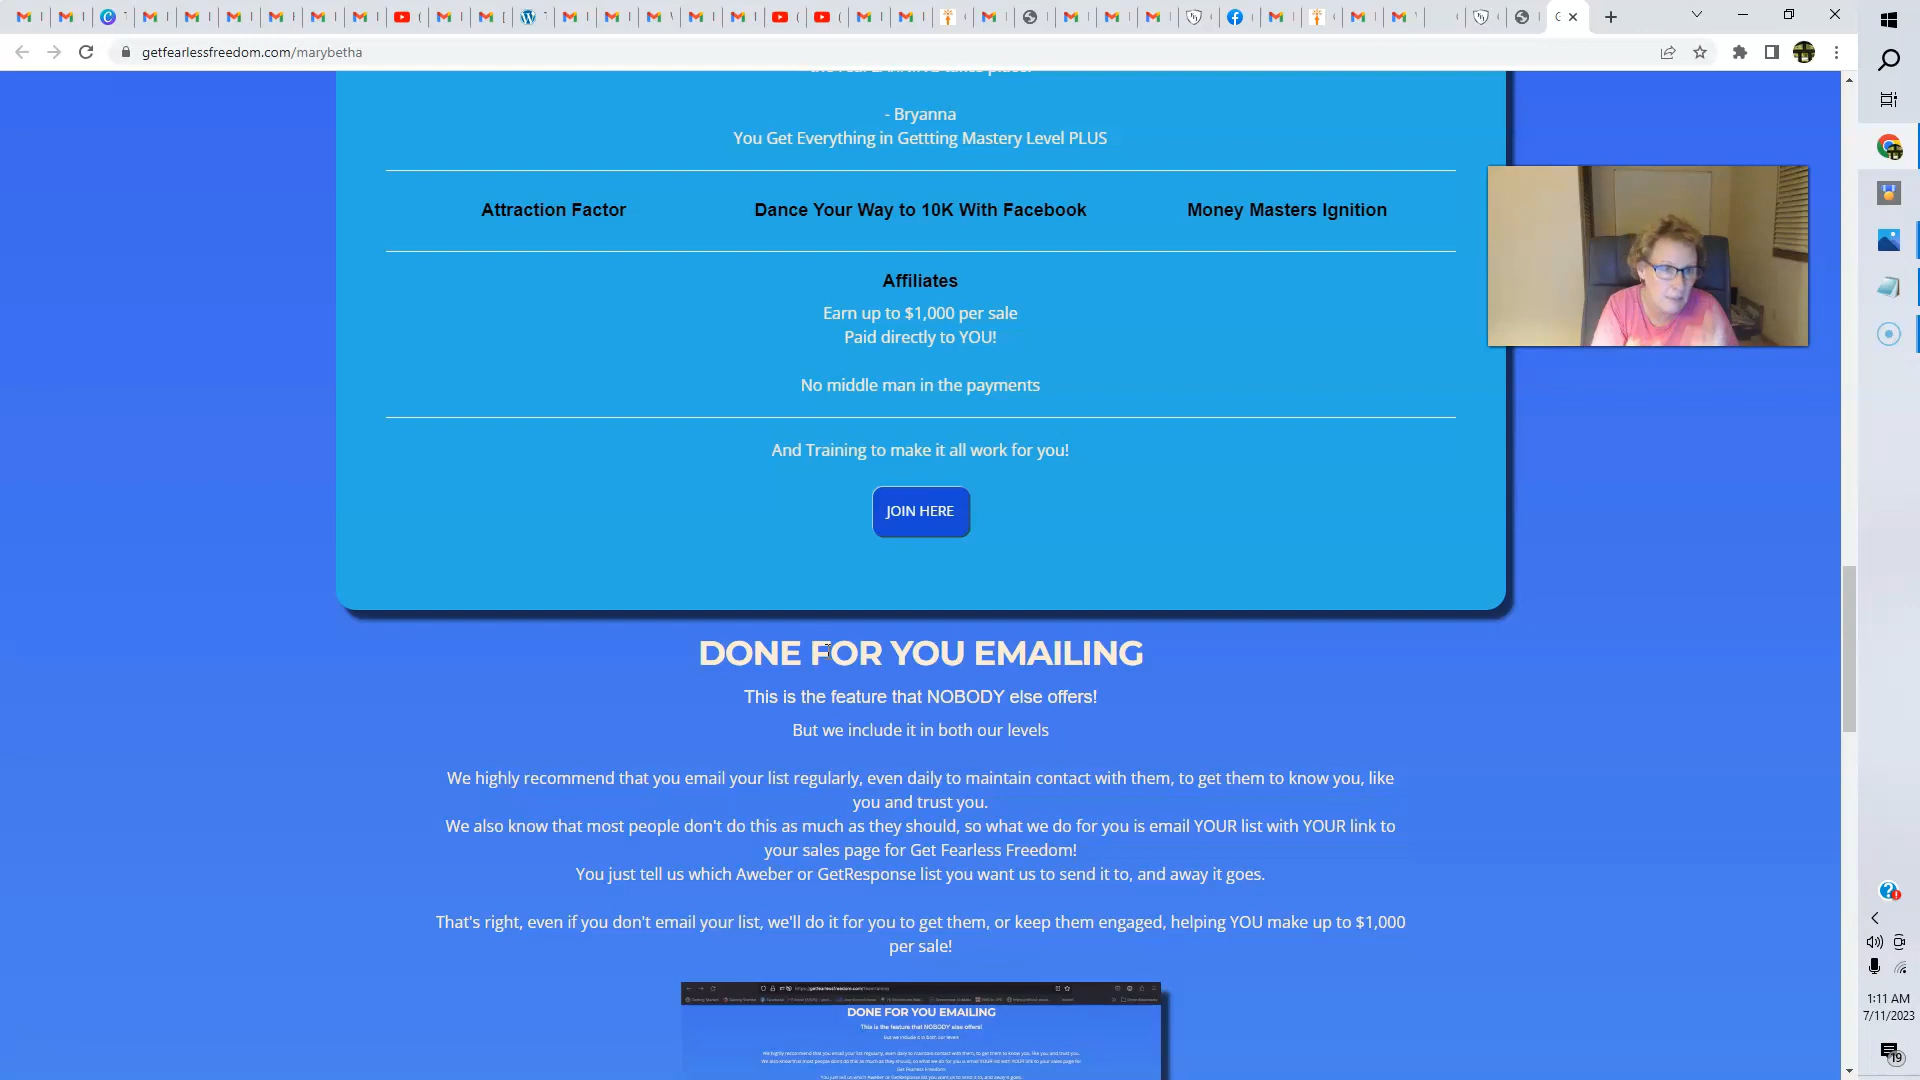 getfearlessfreedom.com/marybetha
- Bryanna
You Get Everything in Gettting Mastery Level PLUS
Attraction Factor
Dance Your Way to 10K With Facebook
Money Masters Ignition
Affiliates
Earn up to $1,000 per sale
Paid directly to YOU!
No middle man in the payments
And Training to make it all work for you!
JOIN HERE
DONE FOR YOU EMAILING
This is the feature that NOBODY else offers!
But we include it in both our levels
We highly recommend that you email your list regularly, even daily to maintain contact with them, to get them to know you, like
you and trust you.
We also know that most people don't do this as much as they should, so what we do for you is email YOUR list with YOUR link to
your sales page for Get Fearless Freedom!
You just tell us which Aweber or GetResponse list you want us to send it to, and away it goes.
That's right, even if you don't email your list, we'll do it for you to get them, or keep them engaged, helping YOU make up to $1,000
per sale!
DONE FOR YOU EMAILING
This is the feature that NOBODY else offers!
But we include it in both our levels
1:11 AM
7/11/2023
19